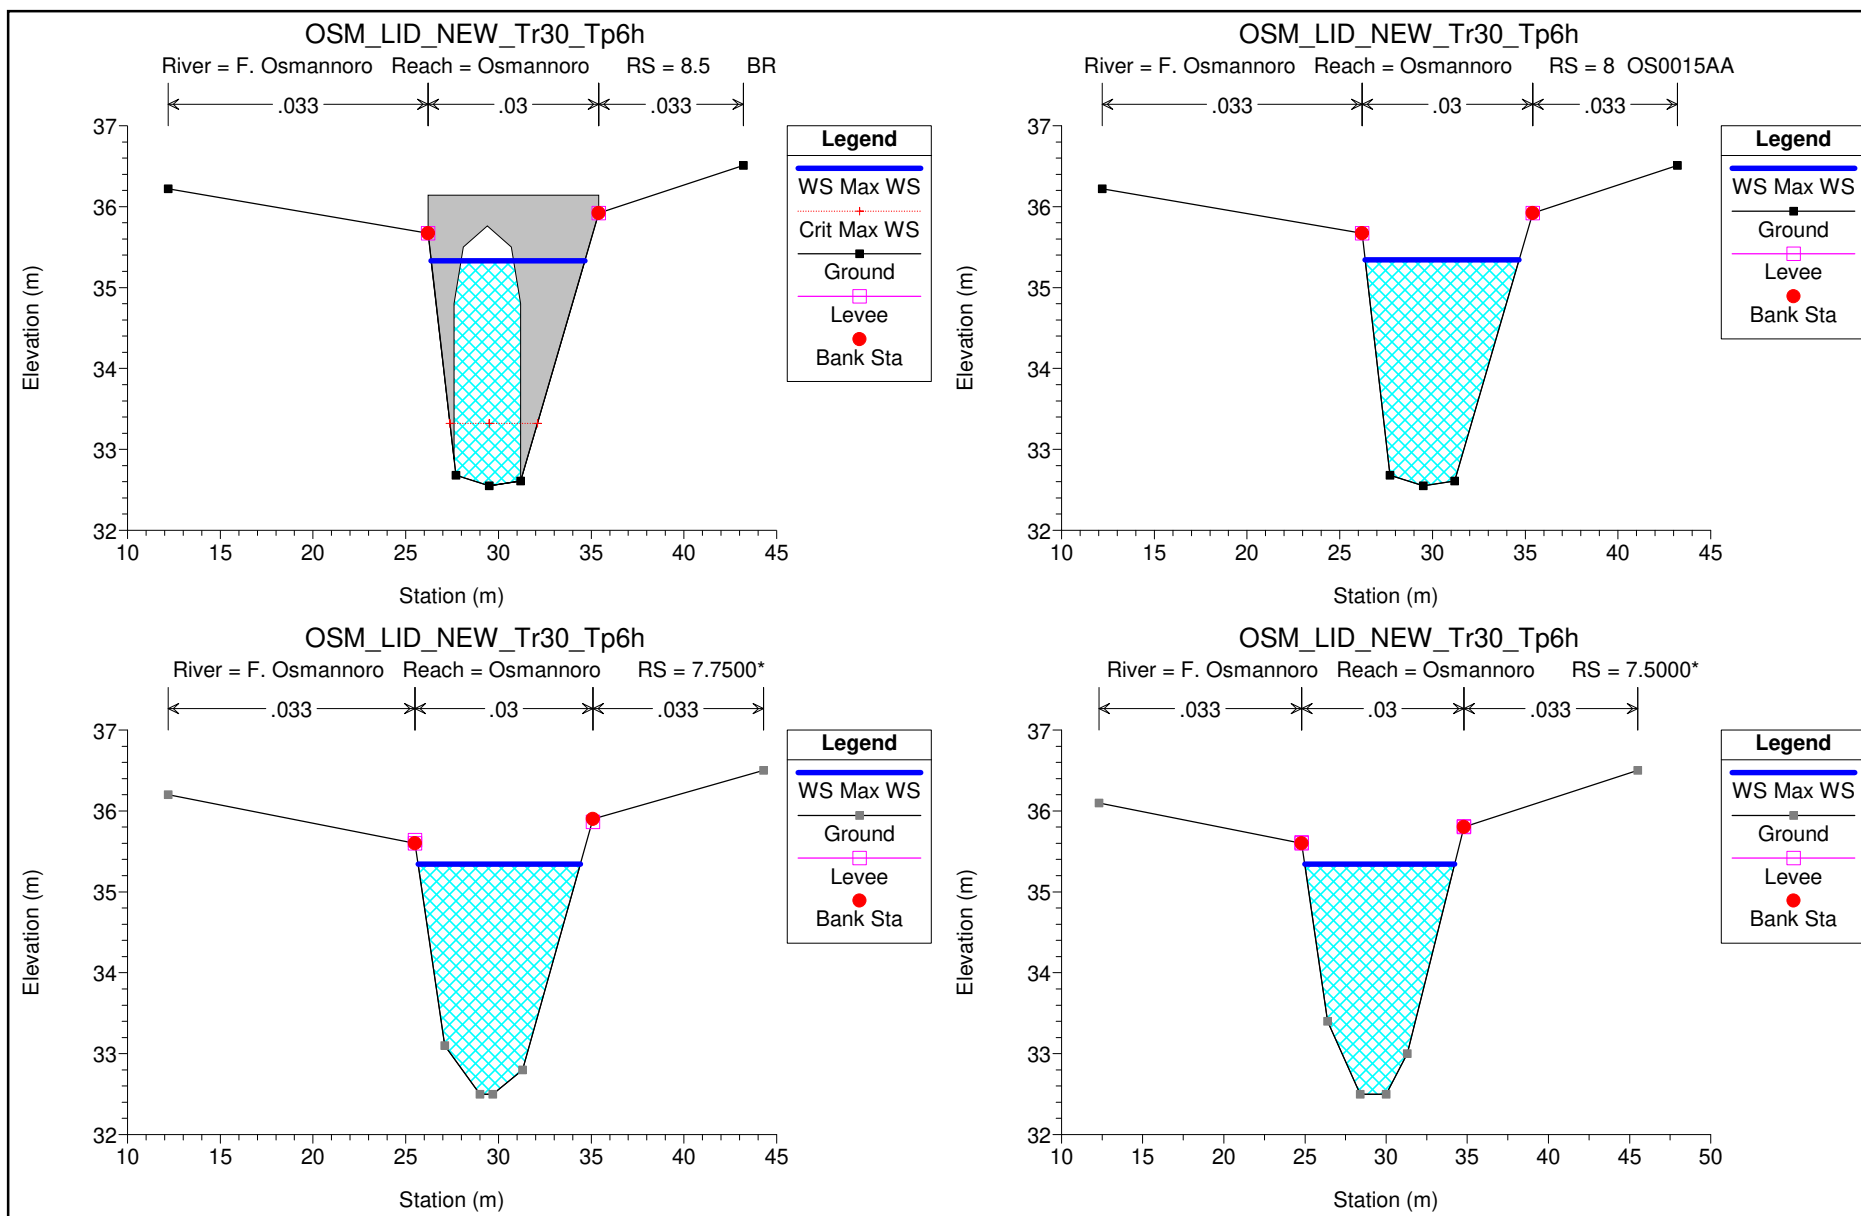 OSM_LID_NEW_Tr30_Tp6h
River = F. Osmannoro Reach = Osmannoro RS = 8.5 BR
.033 .03 .033
37
36
35
34
33
32
Elevation (m)
10 15 20 25 30 35 40 45
Station (m)
Legend
WS Max WS
Crit Max WS
Ground
Levee
Bank Sta
OSM_LID_NEW_Tr30_Tp6h
River = F. Osmannoro Reach = Osmannoro RS = 8 OS0015AA
.033 .03 .033
37
36
35
34
33
32
Elevation (m)
10 15 20 25 30 35 40 45
Station (m)
Legend
WS Max WS
Ground
Levee
Bank Sta
OSM_LID_NEW_Tr30_Tp6h
River = F. Osmannoro Reach = Osmannoro RS = 7.7500*
.033 .03 .033
37
36
35
34
33
32
Elevation (m)
10 15 20 25 30 35 40 45
Station (m)
Legend
WS Max WS
Ground
Levee
Bank Sta
OSM_LID_NEW_Tr30_Tp6h
River = F. Osmannoro Reach = Osmannoro RS = 7.5000*
.033 .03 .033
37
36
35
34
33
32
Elevation (m)
10 15 20 25 30 35 40 45 50
Station (m)
Legend
WS Max WS
Ground
Levee
Bank Sta